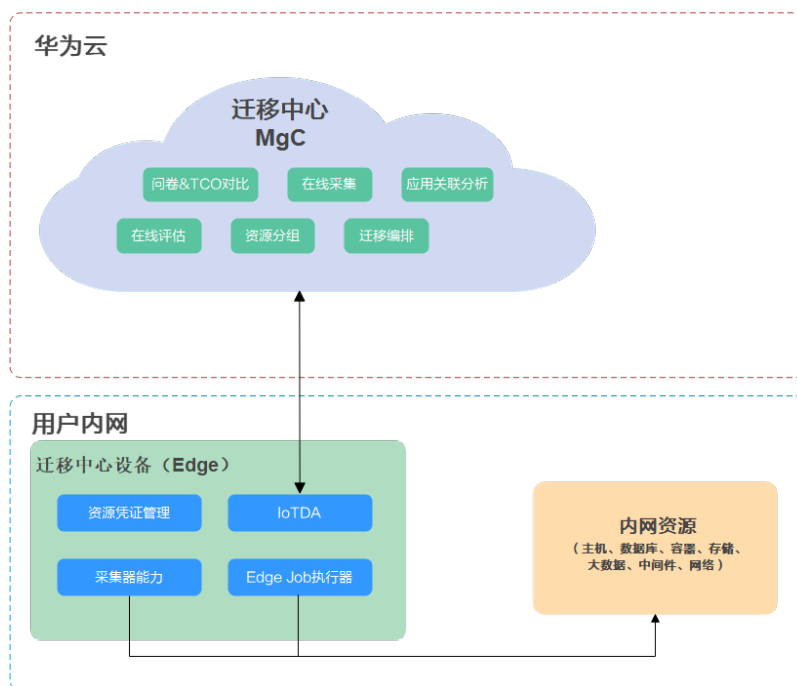 华为云
迁移中心
MgC
问卷&TCO对比
在线采集
应用关联分析
在线评估
资源分组
迁移编排
用户内网
迁移中心设备（Edge）
资源凭证管理
IoTDA
采集器能力
Edge Job执行器
内网资源
（主机、数据库、容器、存储、
大数据、中间件、网络）